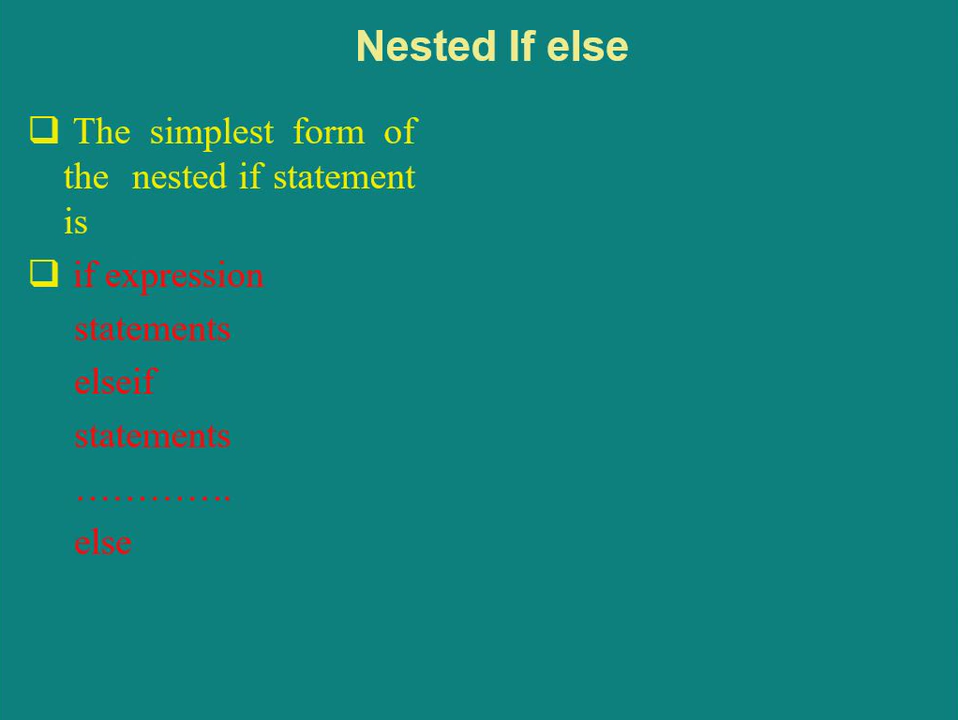 Nested If else
❑ The simplest form of
the nested if statement
is
❑ if expression
statements
elseif
statements
………….
else